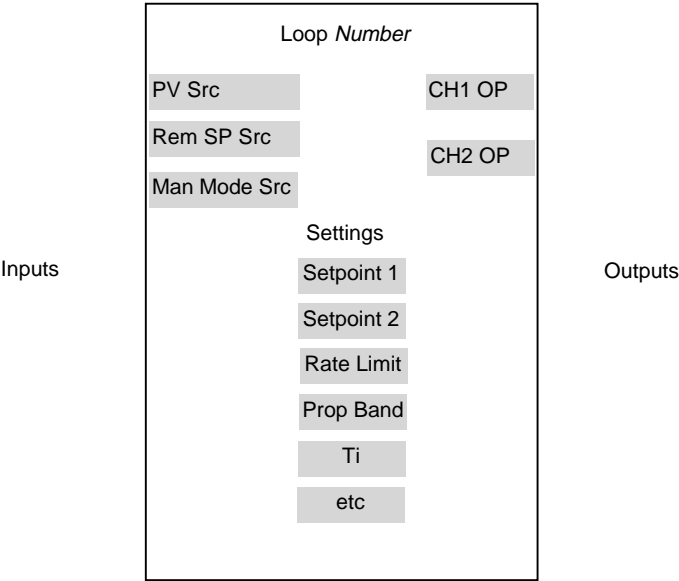 Loop Number
PV Src
CH1 OP
Rem SP Src
CH2 OP
Man Mode Src
Settings
Inputs
Setpoint 1
Outputs
Setpoint 2
Rate Limit
Prop Band
Ti
etc